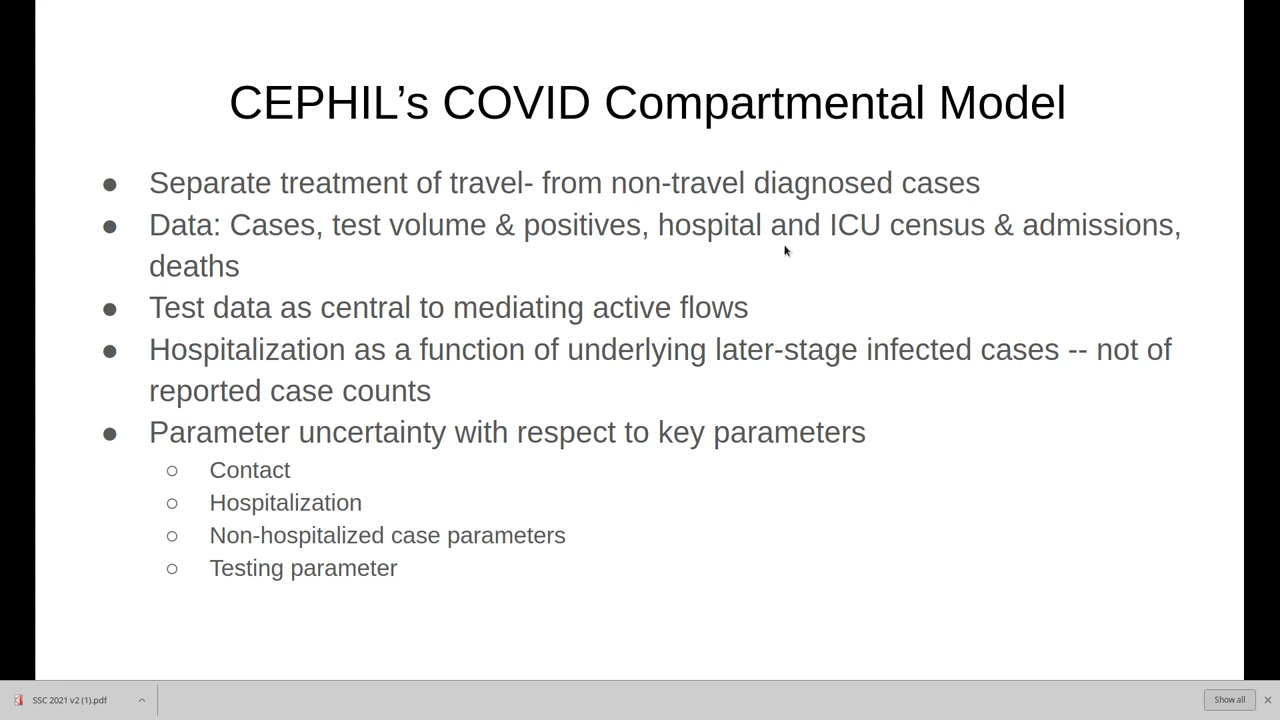 CEPHIL’s COVID Compartmental Model
● Separate treatment of travel- from non-travel diagnosed cases
● Data: Cases, test volume & positives, hospital and ICU census & admissions,
deaths
● Test data as central to mediating active flows
● Hospitalization as a function of underlying later-stage infected cases -- not of
reported case counts
● Parameter uncertainty with respect to key parameters
○ Contact
○ Hospitalization
○ Non-hospitalized case parameters
○ Testing parameter
SSC 2021 v2 (1).pdf
Show all